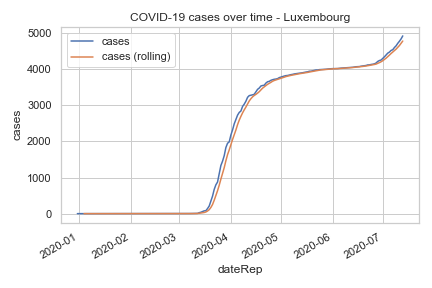 COVID-19 cases over time - Luxembourg
cases
cases (rolling)
5000
4000
3000
2000
1000
0
cases
2020-01
2020-02
2020-03
2020-04
2020-05
2020-06
2020-07
dateRep